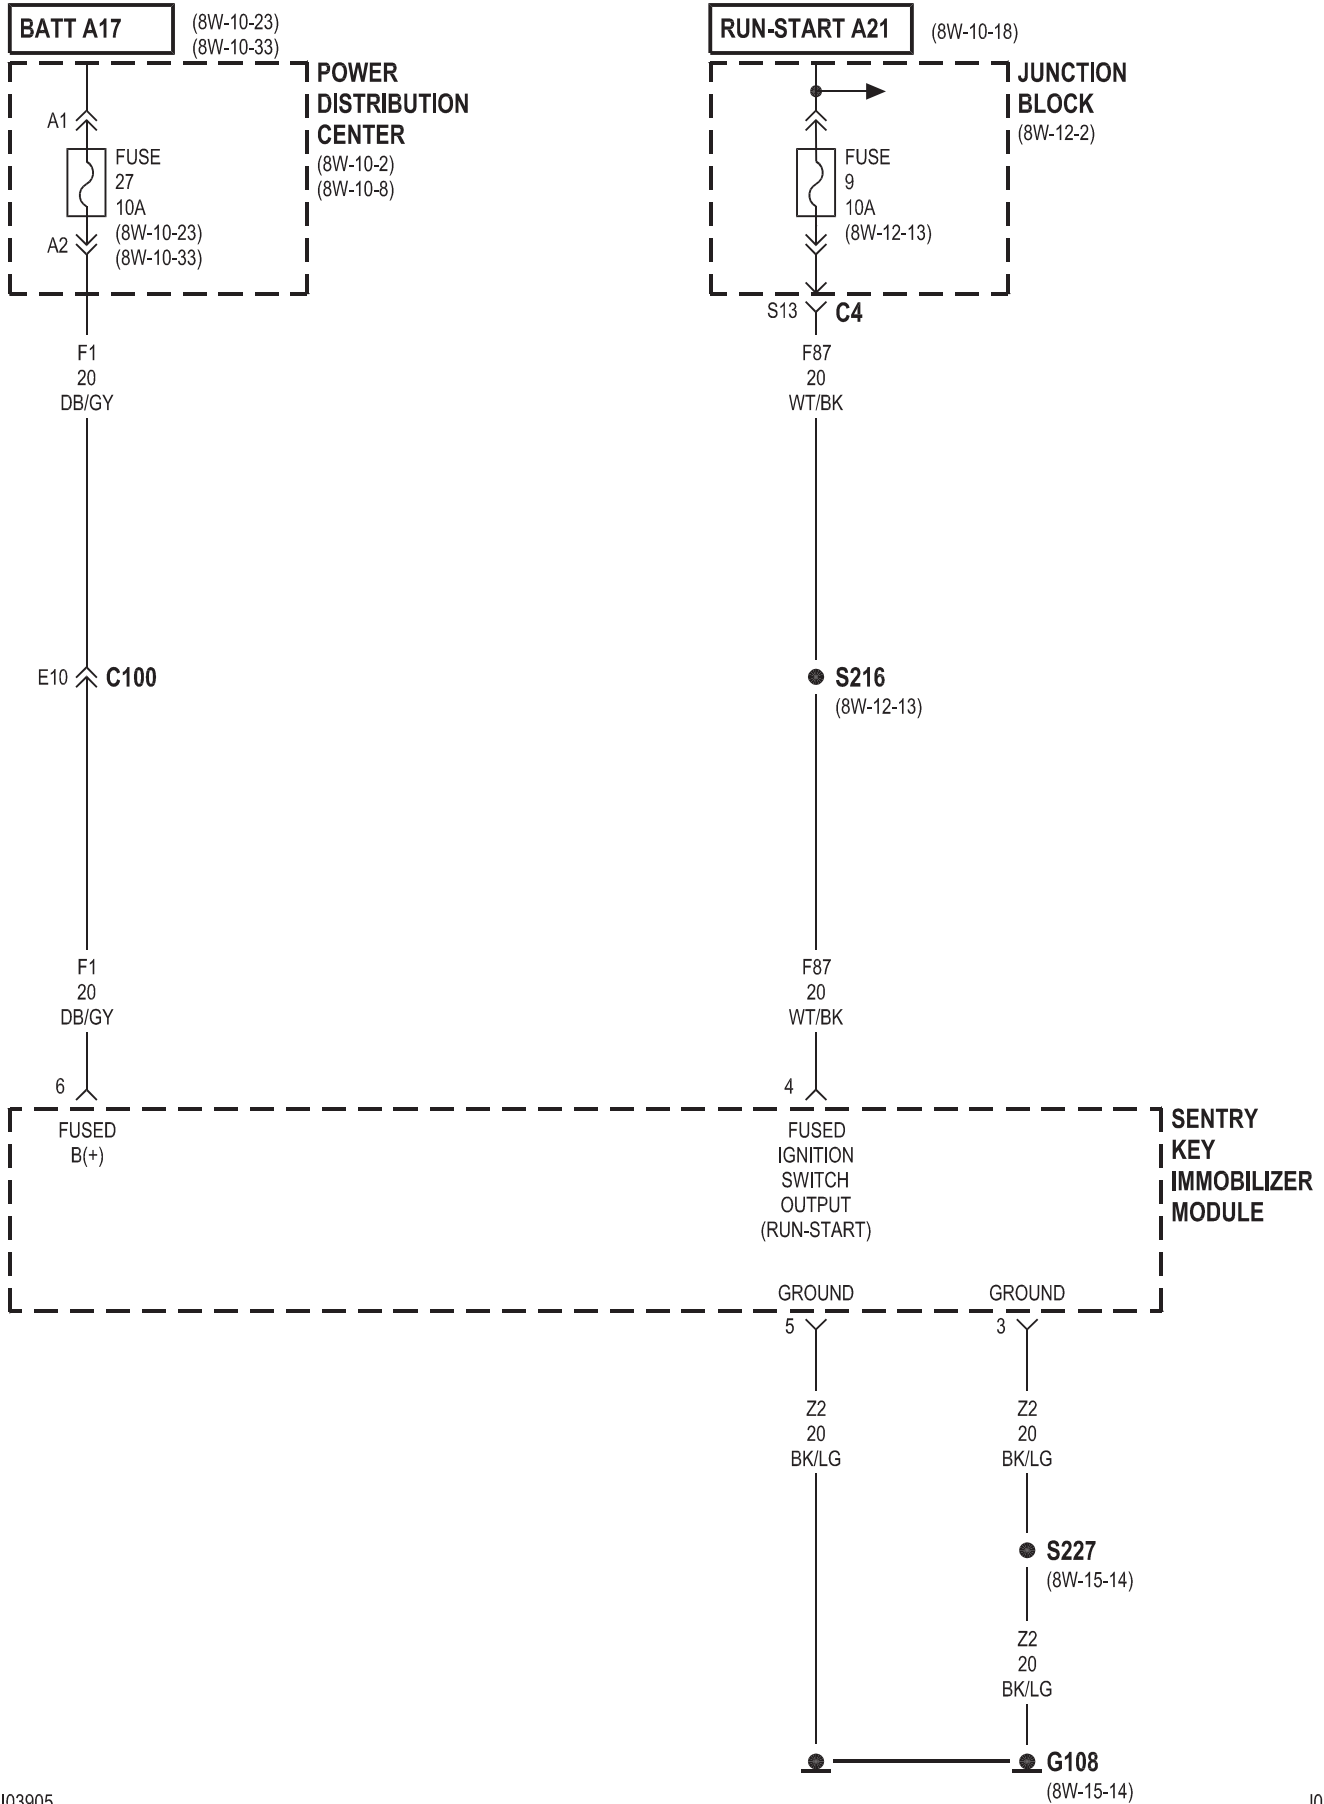 BATT A17
(8W-10-23)
(8W-10-33)
POWER
DISTRIBUTION
CENTER
(8W-10-2)
(8W-10-8)
A1
FUSE
27
10A
(8W-10-23)
(8W-10-33)
A2
RUN-START A21
(8W-10-18)
JUNCTION
BLOCK
(8W-12-2)
FUSE
9
10A
(8W-12-13)
S13
C4
F1
20
DB/GY
F87
20
WT/BK
E10
C100
S216
(8W-12-13)
F1
20
DB/GY
F87
20
WT/BK
6
4
FUSED
B(+)
FUSED
IGNITION
SWITCH
OUTPUT
(RUN-START)
SENTRY
KEY
IMMOBILIZER
MODULE
GROUND
GROUND
5
3
Z2
20
BK/LG
Z2
20
BK/LG
S227
(8W-15-14)
Z2
20
BK/LG
G108
(8W-15-14)